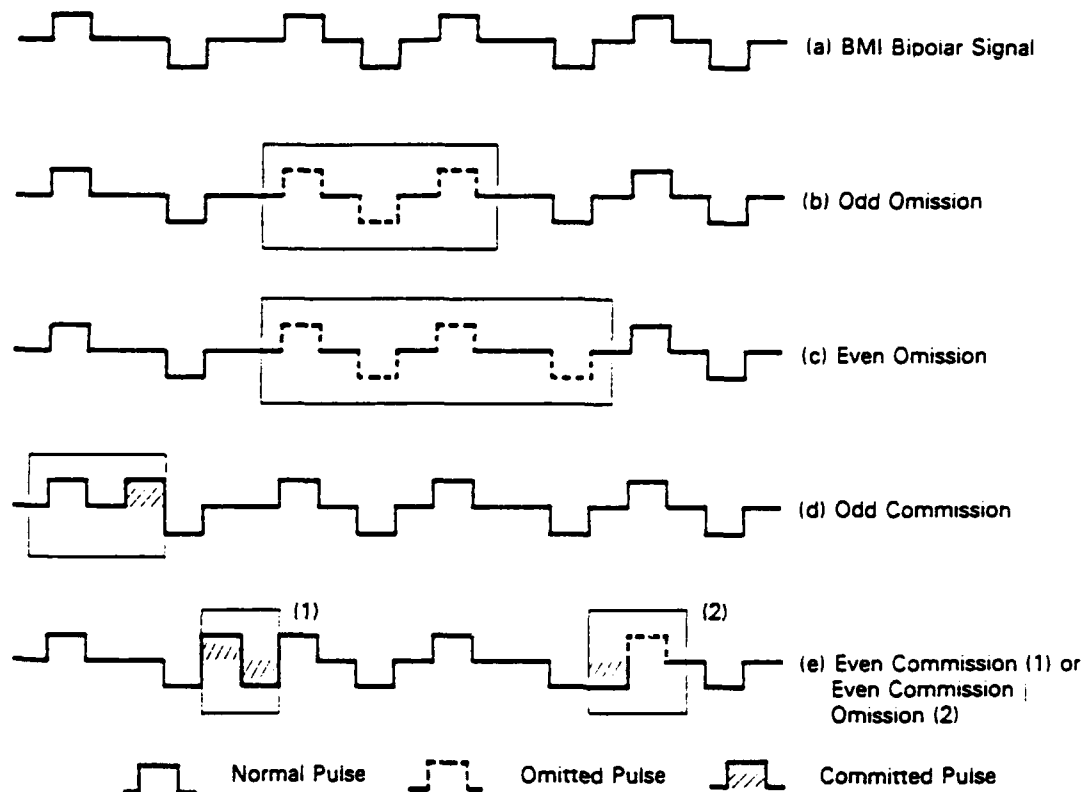 (a) BMI Bipolar Signal
(b) Odd Omission
(c) Even Omission
(d) Odd Commission
(1)
(2)
(e) Even Commission (1) or
Even Commission
Omission (2)
Normal Pulse
Omitted Pulse
Committed Pulse